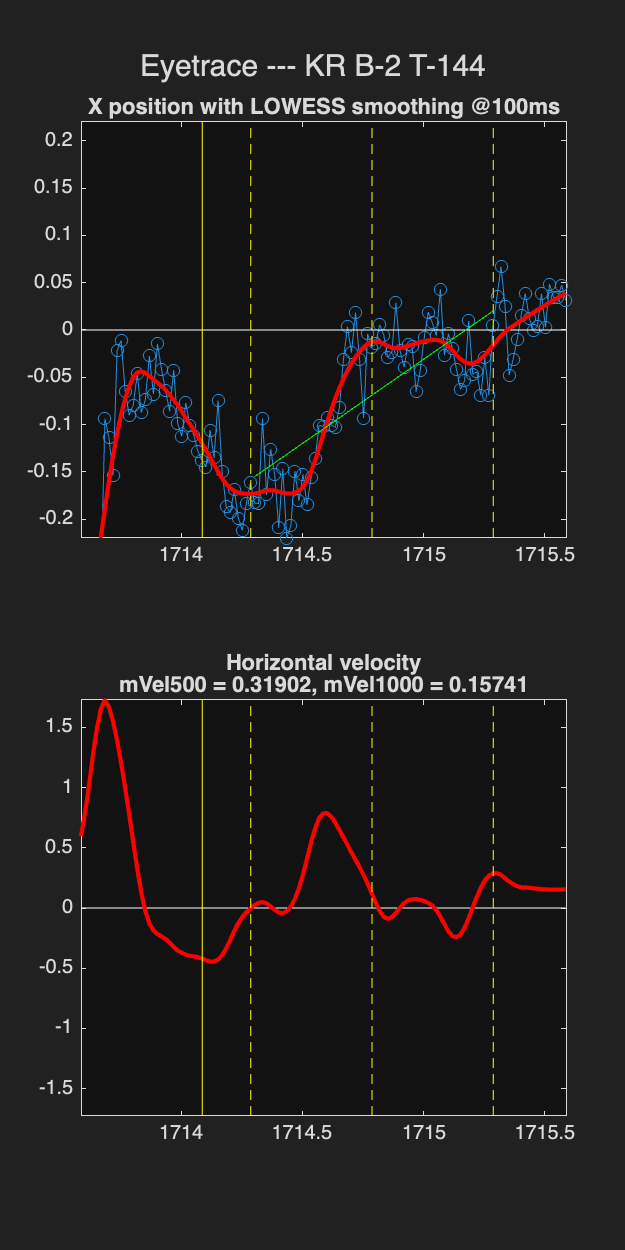 Eyetrace --- KR B-2 T-144
X position with LOWESS smoothing @100ms
0.2
0.15
0.1
0.05
0
-0.05
-0.1
-0.15
-0.2
1714 1714.5 1715 1715.5
Horizontal velocity
mVel500 = 0.31902, mVel1000 = 0.15741
1.5
1
0.5
0
-0.5
-1
-1.5
1714 1714.5 1715 1715.5